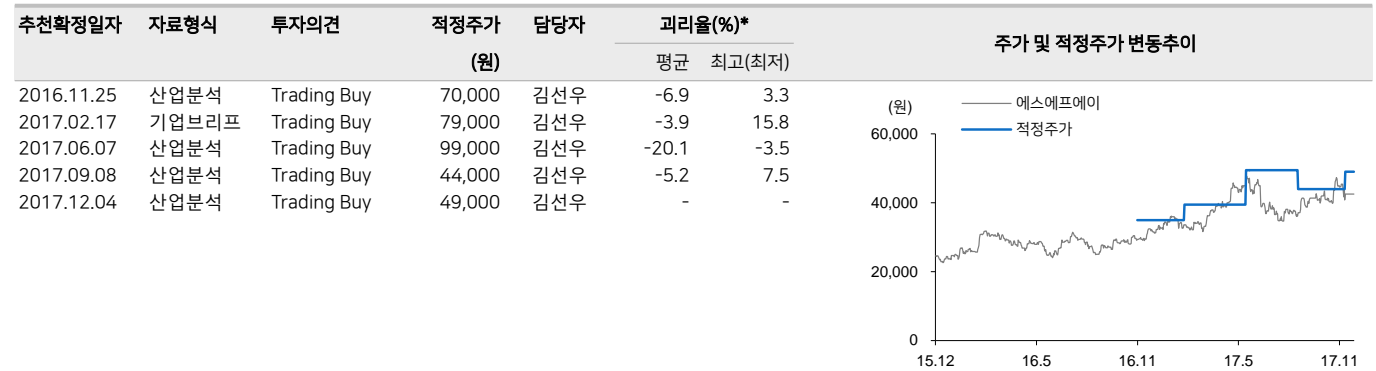 추천확정일자 자료형식 투자의견 적정주가 담당자 괴리율(%)* 주가 및 적정주가 변동추이
(원) 평균 최고(최저)
2016.11.25 산업분석 Trading Buy 70,000 김선우 -6.9 3.3
2017.02.17 기업브리프 Trading Buy 79,000 김선우 -3.9 15.8
2017.06.07 산업분석 Trading Buy 99,000 김선우 -20.1 -3.5
2017.09.08 산업분석 Trading Buy 44,000 김선우 -5.2 7.5
2017.12.04 산업분석 Trading Buy 49,000 김선우 - -
(원) 에스에프에이
적정주가
60,000
40,000
20,000
0
15.12 16.5 16.11 17.5 17.11